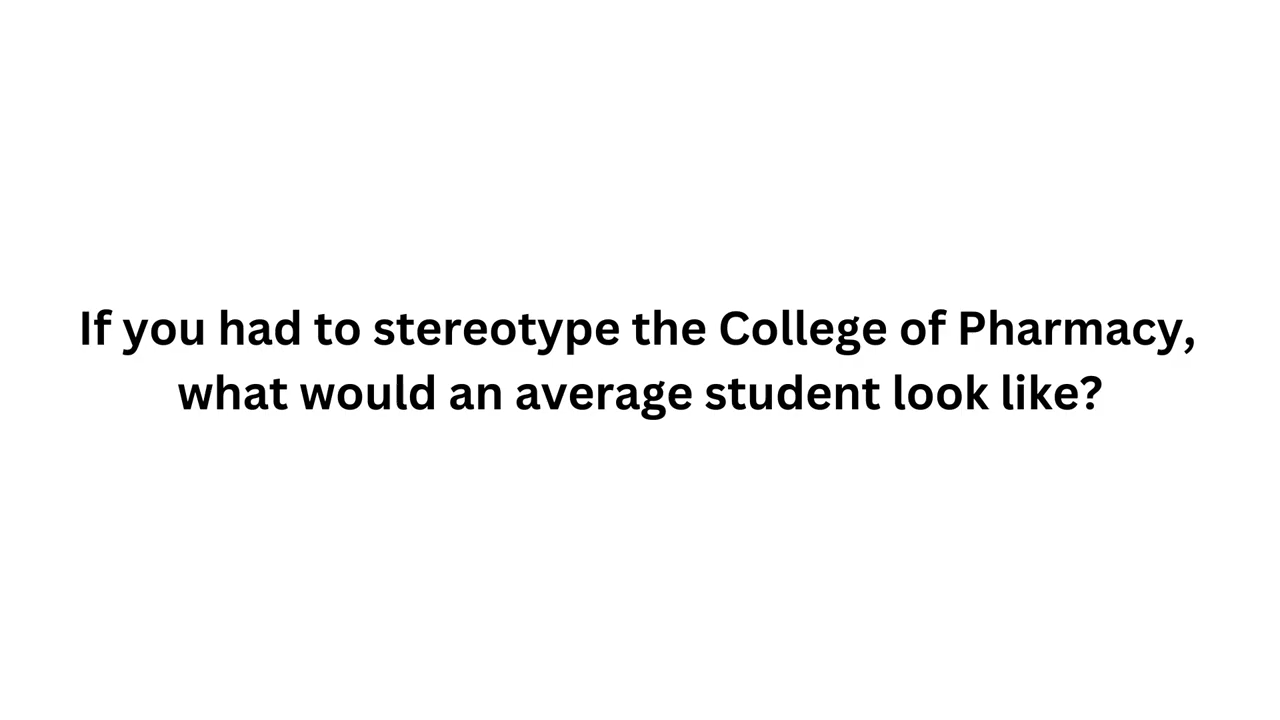 If you had to stereotype the College of Pharmacy,
what would an average student look like?